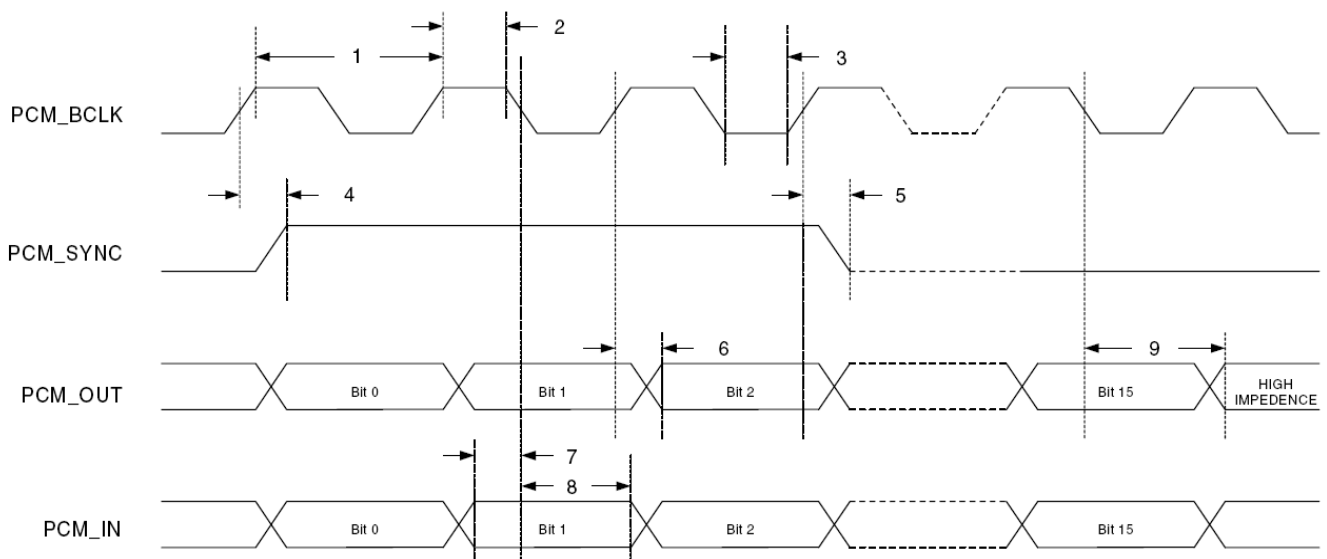 2
1
3
PCM_BCLK
4
5
PCM_SYNC
6
9
PCM_OUT
Bit 0
Bit 1
Bit 2
Bit 15
HIGH
IMPEDENCE
7
8
PCM_IN
Bit 0
Bit 1
Bit 2
Bit 15